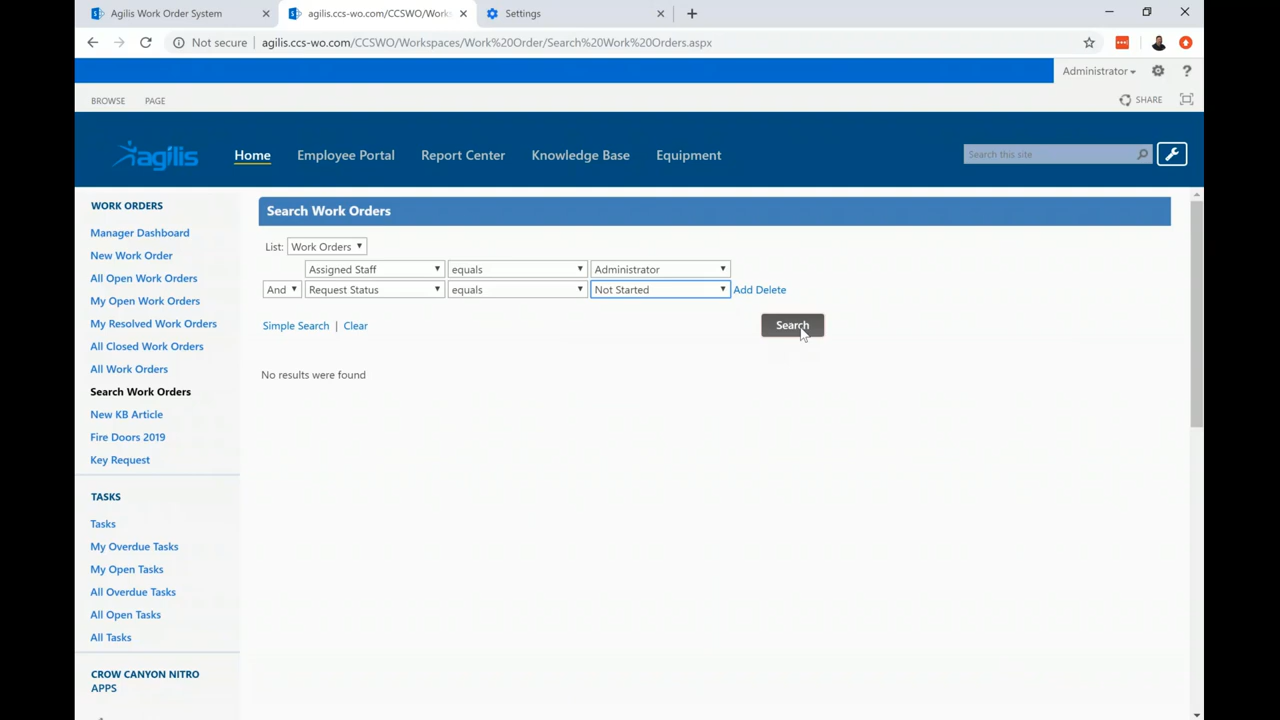 Agilis Work Order System
agilis.ccs-wo.com/CCSWO/Works
Settings
Not secure
agilis.ccs-wo.com/CCSWO/Workspaces/Work%20Order/Search%20Work%20Orders.aspx
Administrator
?
BROWSE
PAGE
SHARE
agilis
Home
Employee Portal
Report Center
Knowledge Base
Equipment
Search this site
WORK ORDERS
Manager Dashboard
New Work Order
All Open Work Orders
My Open Work Orders
My Resolved Work Orders
All Closed Work Orders
All Work Orders
Search Work Orders
New KB Article
Fire Doors 2019
Key Request
TASKS
Tasks
My Overdue Tasks
My Open Tasks
All Overdue Tasks
All Open Tasks
All Tasks
CROW CANYON NITRO
APPS
Search Work Orders
List: Work Orders
Assigned Staff equals Administrator
And Request Status equals Not Started Add Delete
Simple Search | Clear
Search
No results were found